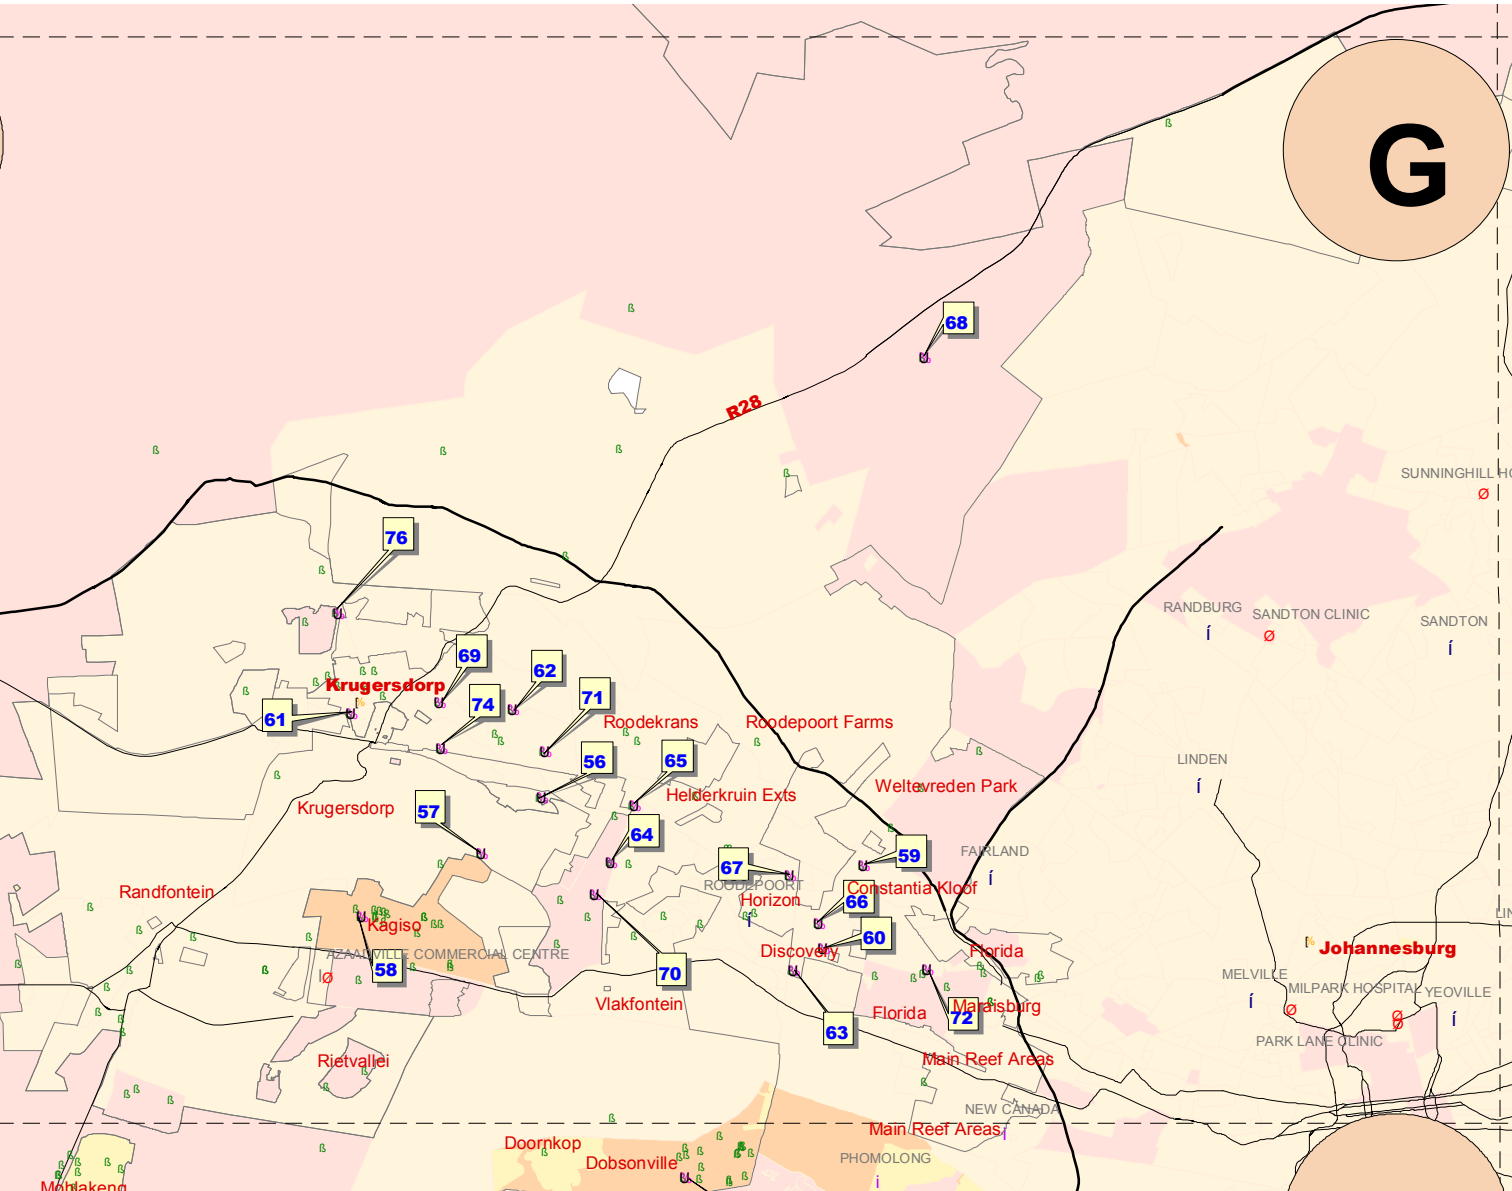 G
68
R28
SUNNINGHILL HO
76
RANDBURG
SANDTON CLINIC
SANDTON
69
62
Krugersdorp
71
74
61
Roodekrans
Roodepoort Farms
56
65
LINDEN
Weltevreden Park
Helderkruin Exts
57
Krugersdorp
64
59
FAIRLAND
67
ROODEPOORT
Constantia Kloof
Randfontein
Horizon
66
LIN
Kagiso
60
AZAADVILLE COMMERCIAL CENTRE
Discovery
Florida
Johannesburg
58
70
MELVILLE
MILPARK HOSPITAL
YEOVILLE
Vlakfontein
Maraisburg
Florida
72
63
PARK LANE CLINIC
Rietvallei
Main Reef Areas
NEW CANADA
Main Reef Areas
Doornkop
PHOMOLONG
Dobsonville
Mohlakeng